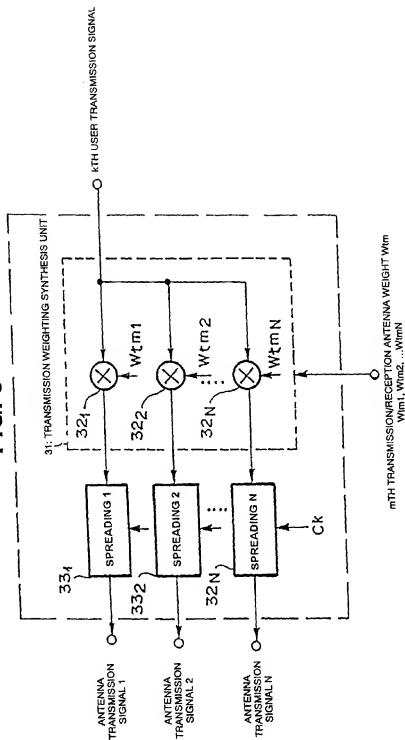 kTH USER TRANSMISSION SIGNAL
31: TRANSMISSION WEIGHTING SYNTHESIS UNIT
32₁
Wtm1
32₂
Wtm2
....
32N
WtmN
33₁
SPREADING 1
33₂
SPREADING 2
....
32N
SPREADING N
Ck
ANTENNA
TRANSMISSION
SIGNAL 1
ANTENNA
TRANSMISSION
SIGNAL 2
ANTENNA
TRANSMISSION
SIGNAL N
mTH TRANSMISSION/RECEPTION ANTENNA WEIGHT Wtm
Wtm1, Wtm2, ...WtmN